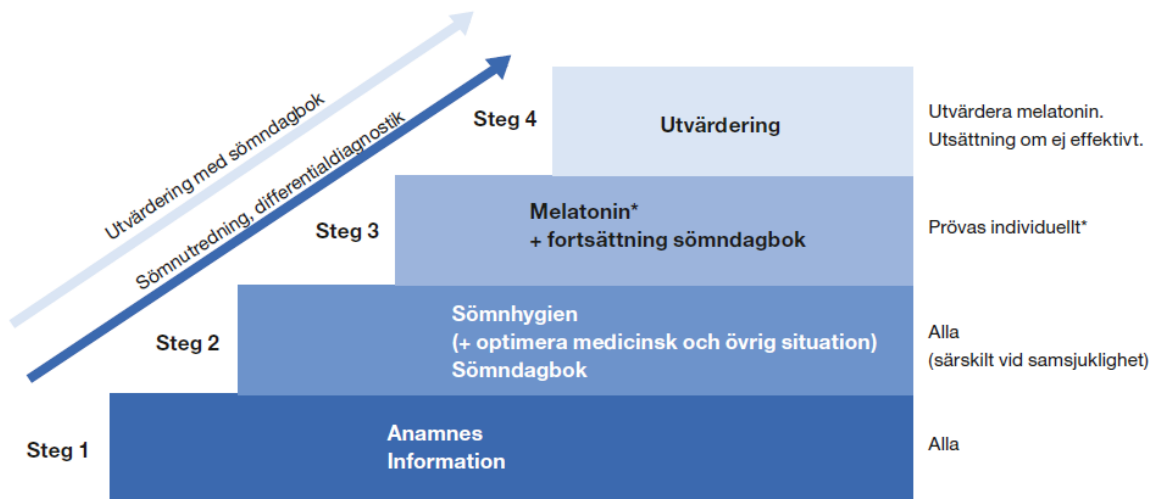 Utvärdering med sömndagbok
Sömnutredning, differentialdiagnostik
Steg 4
Utvärdering
Utvärdera melatonin.
Utsättning om ej effektivt.
Steg 3
Melatonin*
+ fortsättning sömndagbok
Prövas individuellt*
Steg 2
Sömnhygien
(+ optimera medicinsk och övrig situation)
Sömndagbok
Alla
(särskilt vid samsjuklighet)
Steg 1
Anamnes
Information
Alla